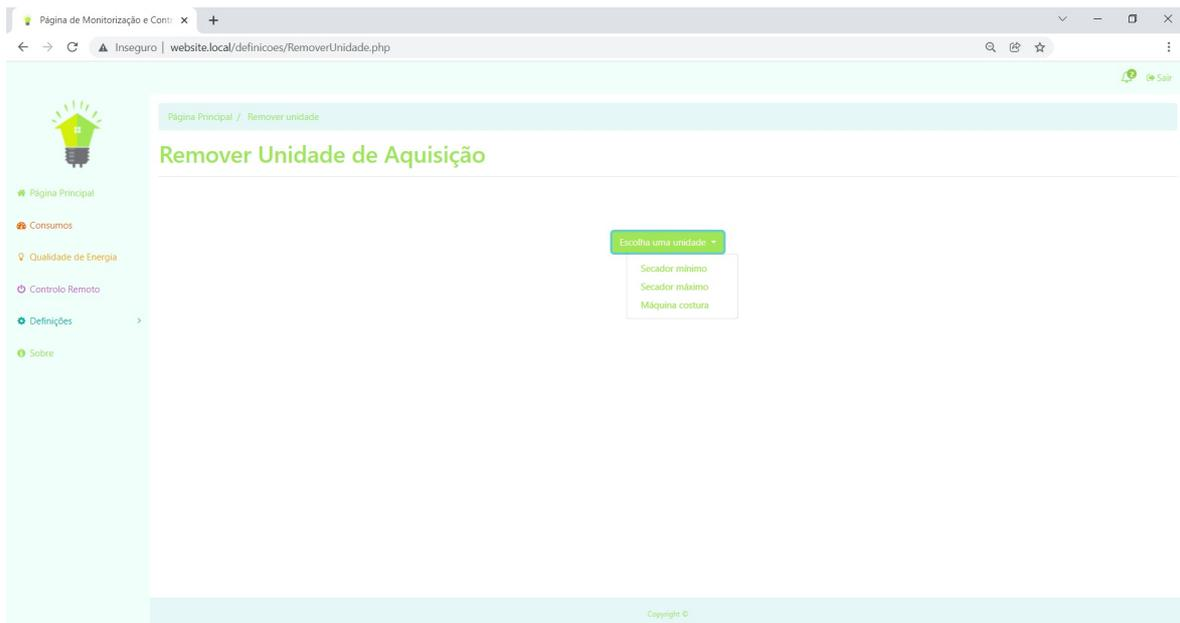 Página de Monitorização e Contr
Inseguro | website.local/definicoes/RemoverUnidade.php
2
Sair
Página Principal / Remover unidade
Remover Unidade de Aquisição
Página Principal
Consumos
Qualidade de Energia
Controlo Remoto
Definições
Sobre
Escolha uma unidade
Secador mínimo
Secador máximo
Máquina costura
Copyright ©